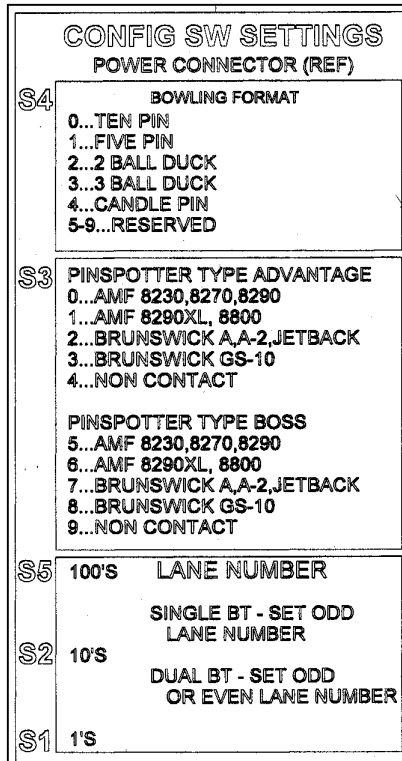 CONFIG SW SETTINGS
POWER CONNECTOR (REF)
S4
BOWLING FORMAT
0...TEN PIN
1...FIVE PIN
2...2 BALL DUCK
3...3 BALL DUCK
4...CANDLE PIN
5-9...RESERVED
S3
PINSPOTTER TYPE ADVANTAGE
0...AMF 8230,8270,8290
1...AMF 8290XL, 8800
2...BRUNSWICK A,A-2,JETBACK
3...BRUNSWICK GS-10
4...NON CONTACT
PINSPOTTER TYPE BOSS
5...AMF 8230,8270,8290
6...AMF 8290XL, 8800
7...BRUNSWICK A,A-2,JETBACK
8...BRUNSWICK GS-10
9...NON CONTACT
S5 100'S LANE NUMBER
SINGLE BT - SET ODD
LANE NUMBER
S2 10'S
DUAL BT - SET ODD
OR EVEN LANE NUMBER
S1 1'S